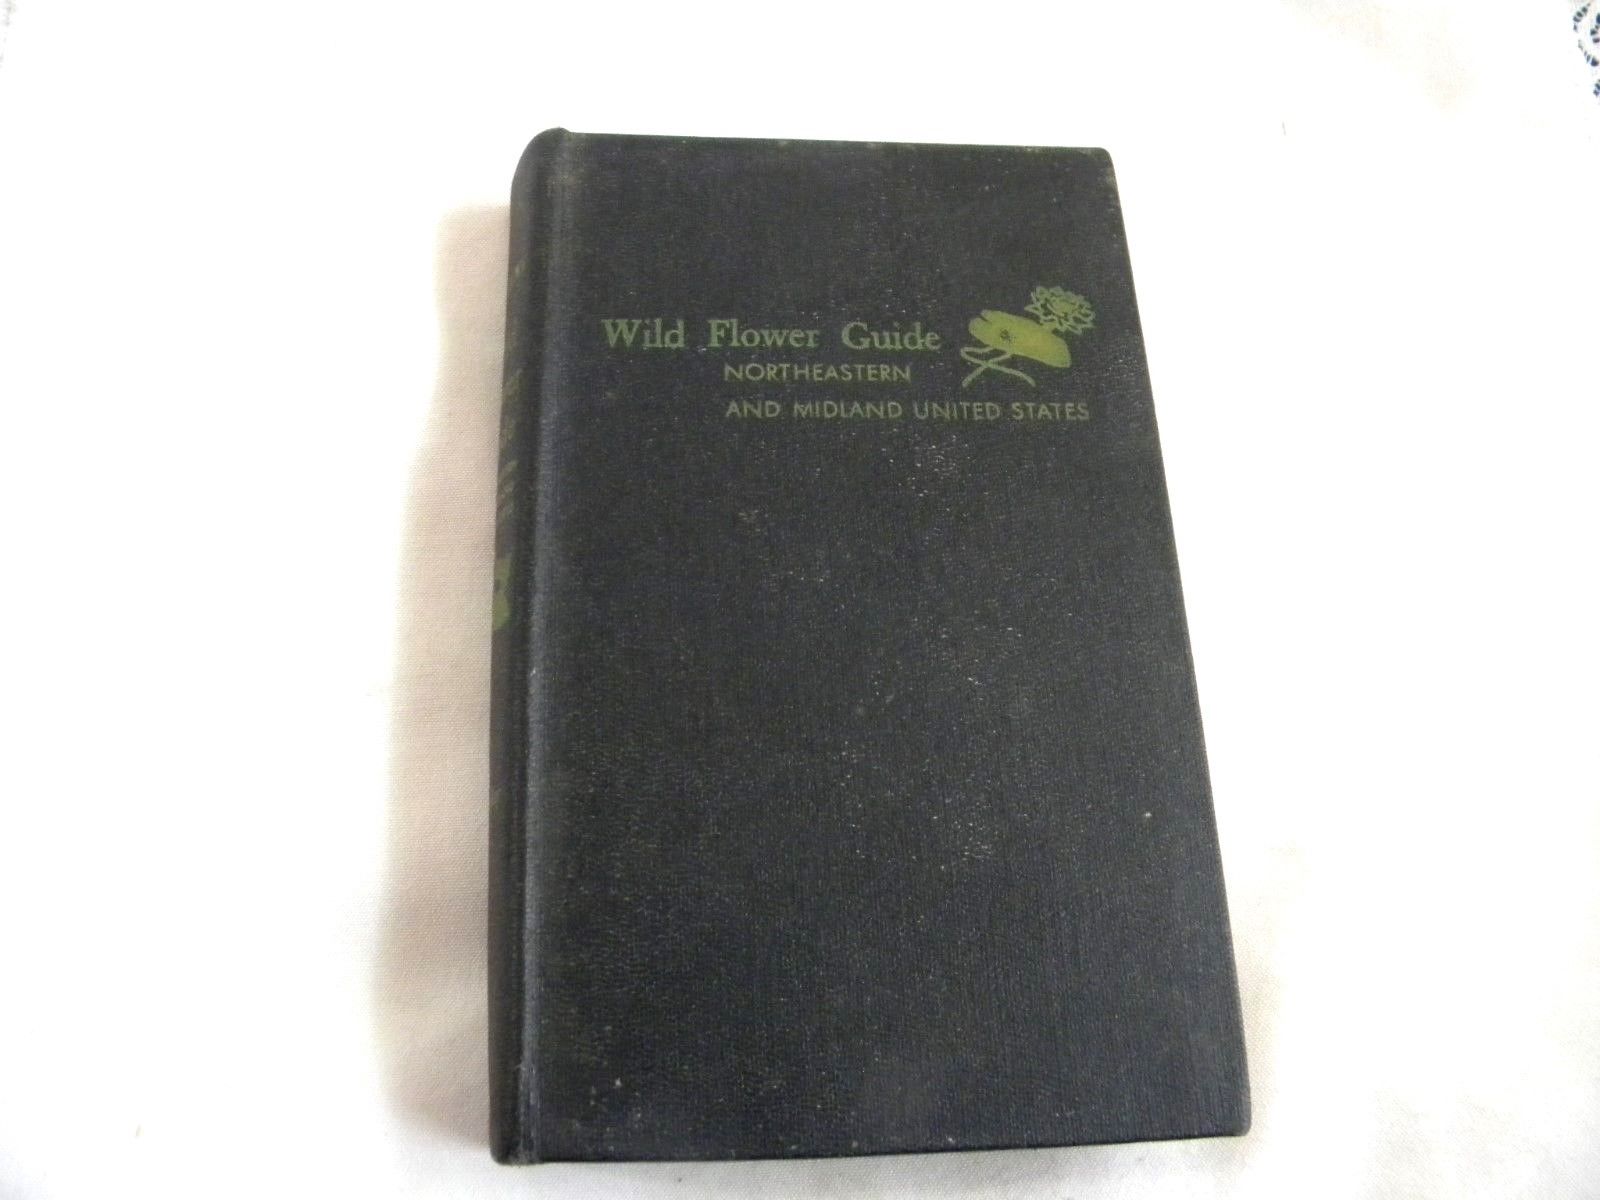 Wild Flower Guide
NORTHEASTERN
AND MIDLAND UNITED STATES